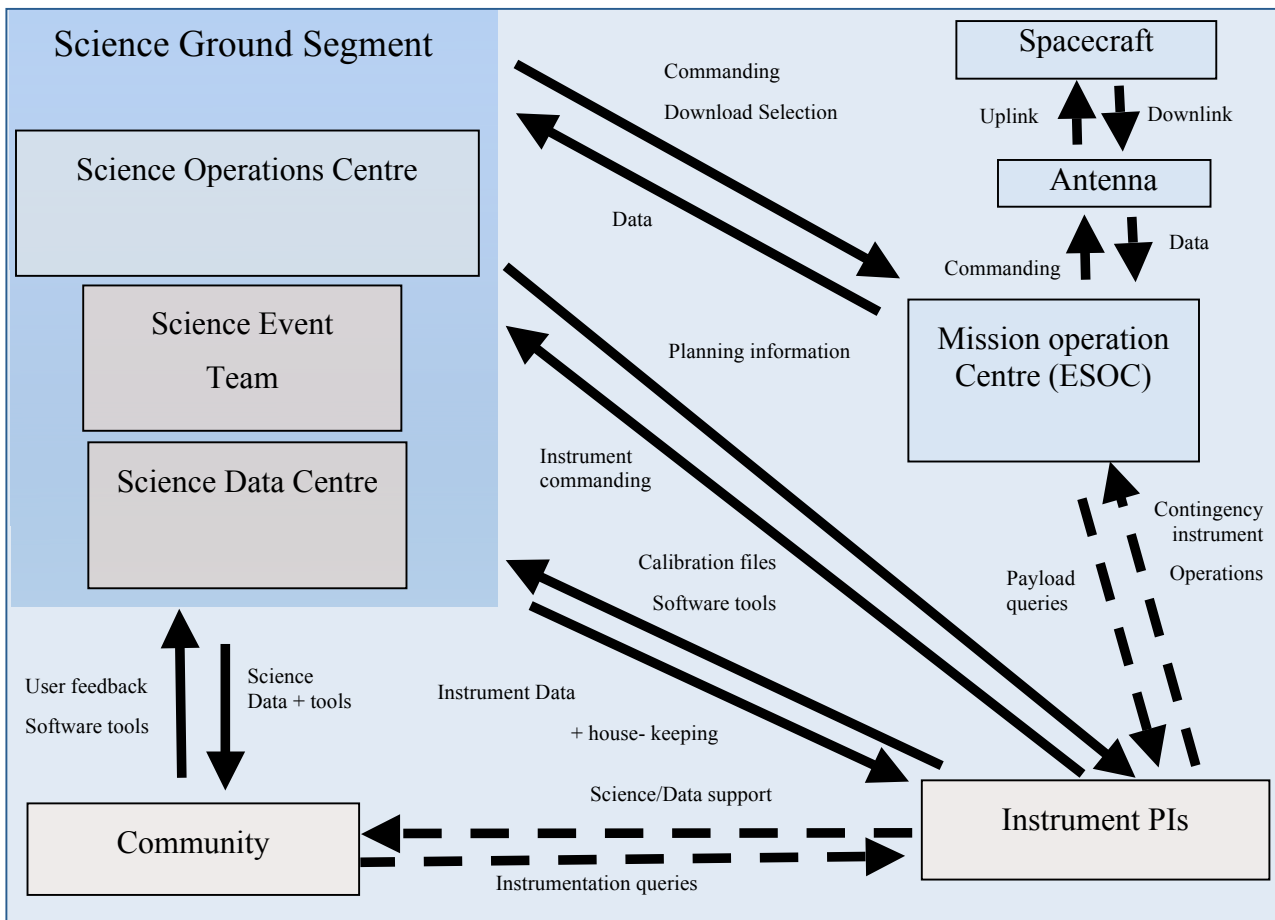 Science Ground Segment
Science Operations Centre
Science Event
Team
Science Data Centre
Commanding
Download Selection
Data
Spacecraft
Uplink
Downlink
Antenna
Commanding
Data
Mission operation
Centre (ESOC)
Planning information
Instrument
commanding
Calibration files
Software tools
Payload
queries
Contingency
instrument
Operations
User feedback
Software tools
Science
Data + tools
Instrument Data
+ house- keeping
Science/Data support
Instrumentation queries
Community
Instrument PIs